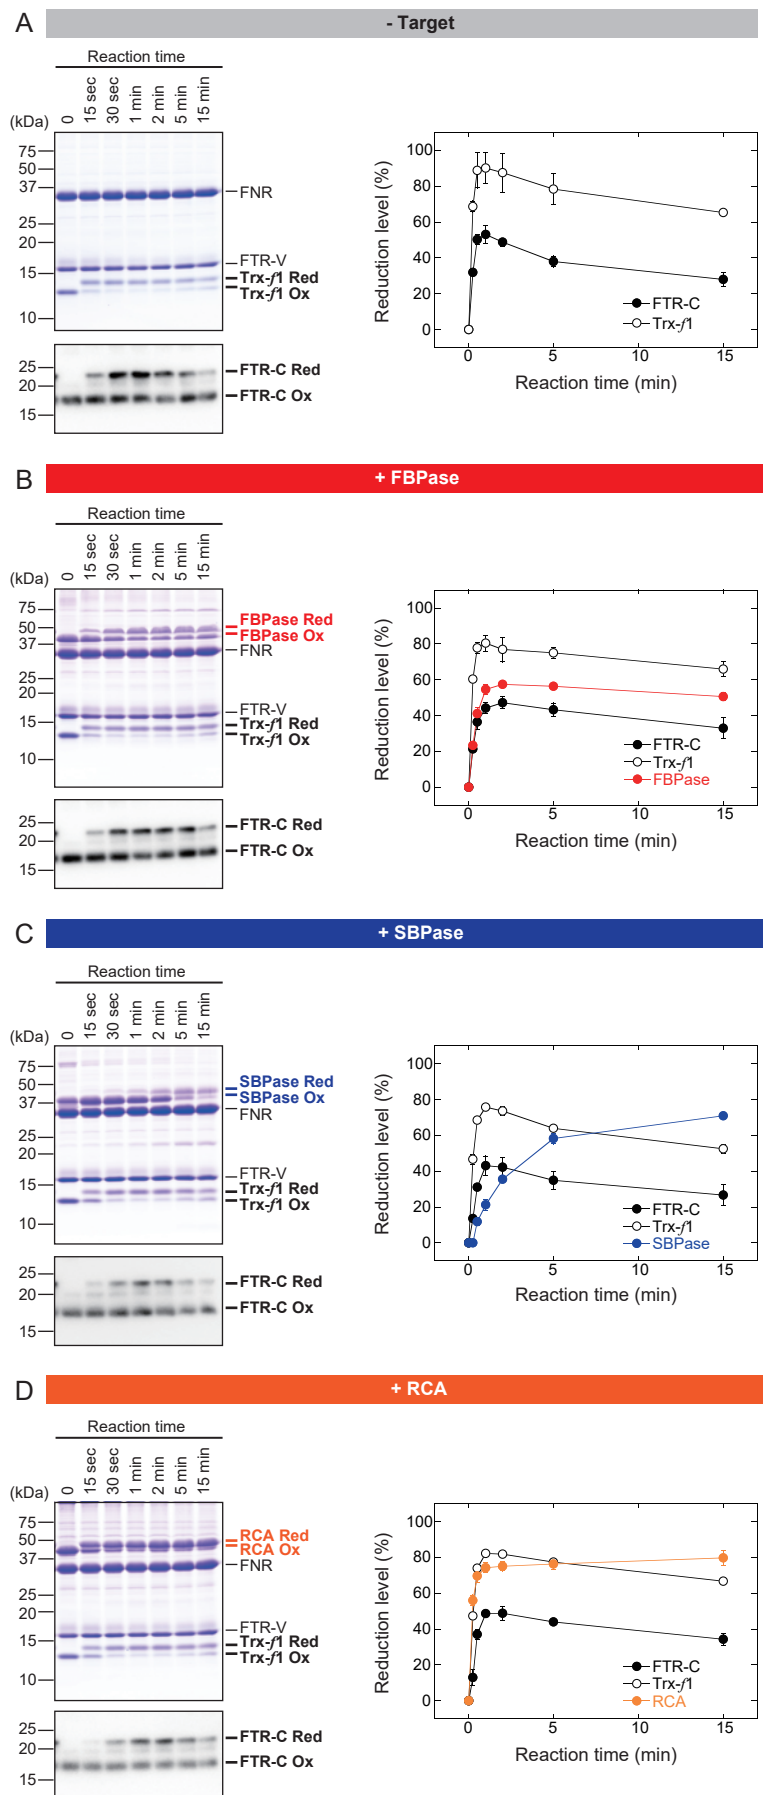 A
- Target
Reaction time
(kDa)
0
15 sec
30 sec
1 min
2 min
5 min
15 min
75
50
37
25
20
15
10
FNR
FTR-V
Trx-f1 Red
Trx-f1 Ox
25
20
15
FTR-C Red
FTR-C Ox
Reduction level (%)
100
80
60
40
20
0
FTR-C
Trx-f1
0
5
10
15
Reaction time (min)
B
+ FBPase
Reaction time
(kDa)
0
15 sec
30 sec
1 min
2 min
5 min
15 min
75
50
37
25
20
15
10
FBPase Red
FBPase Ox
FNR
FTR-V
Trx-f1 Red
Trx-f1 Ox
25
20
15
FTR-C Red
FTR-C Ox
Reduction level (%)
100
80
60
40
20
0
FTR-C
Trx-f1
FBPase
0
5
10
15
Reaction time (min)
C
+ SBPase
Reaction time
(kDa)
0
15 sec
30 sec
1 min
2 min
5 min
15 min
75
50
37
25
20
15
10
SBPase Red
SBPase Ox
FNR
FTR-V
Trx-f1 Red
Trx-f1 Ox
25
20
15
FTR-C Red
FTR-C Ox
Reduction level (%)
100
80
60
40
20
0
FTR-C
Trx-f1
SBPase
0
5
10
15
Reaction time (min)
D
+ RCA
Reaction time
(kDa)
0
15 sec
30 sec
1 min
2 min
5 min
15 min
75
50
37
25
20
15
10
RCA Red
RCA Ox
FNR
FTR-V
Trx-f1 Red
Trx-f1 Ox
25
20
15
FTR-C Red
FTR-C Ox
Reduction level (%)
100
80
60
40
20
0
FTR-C
Trx-f1
RCA
0
5
10
15
Reaction time (min)